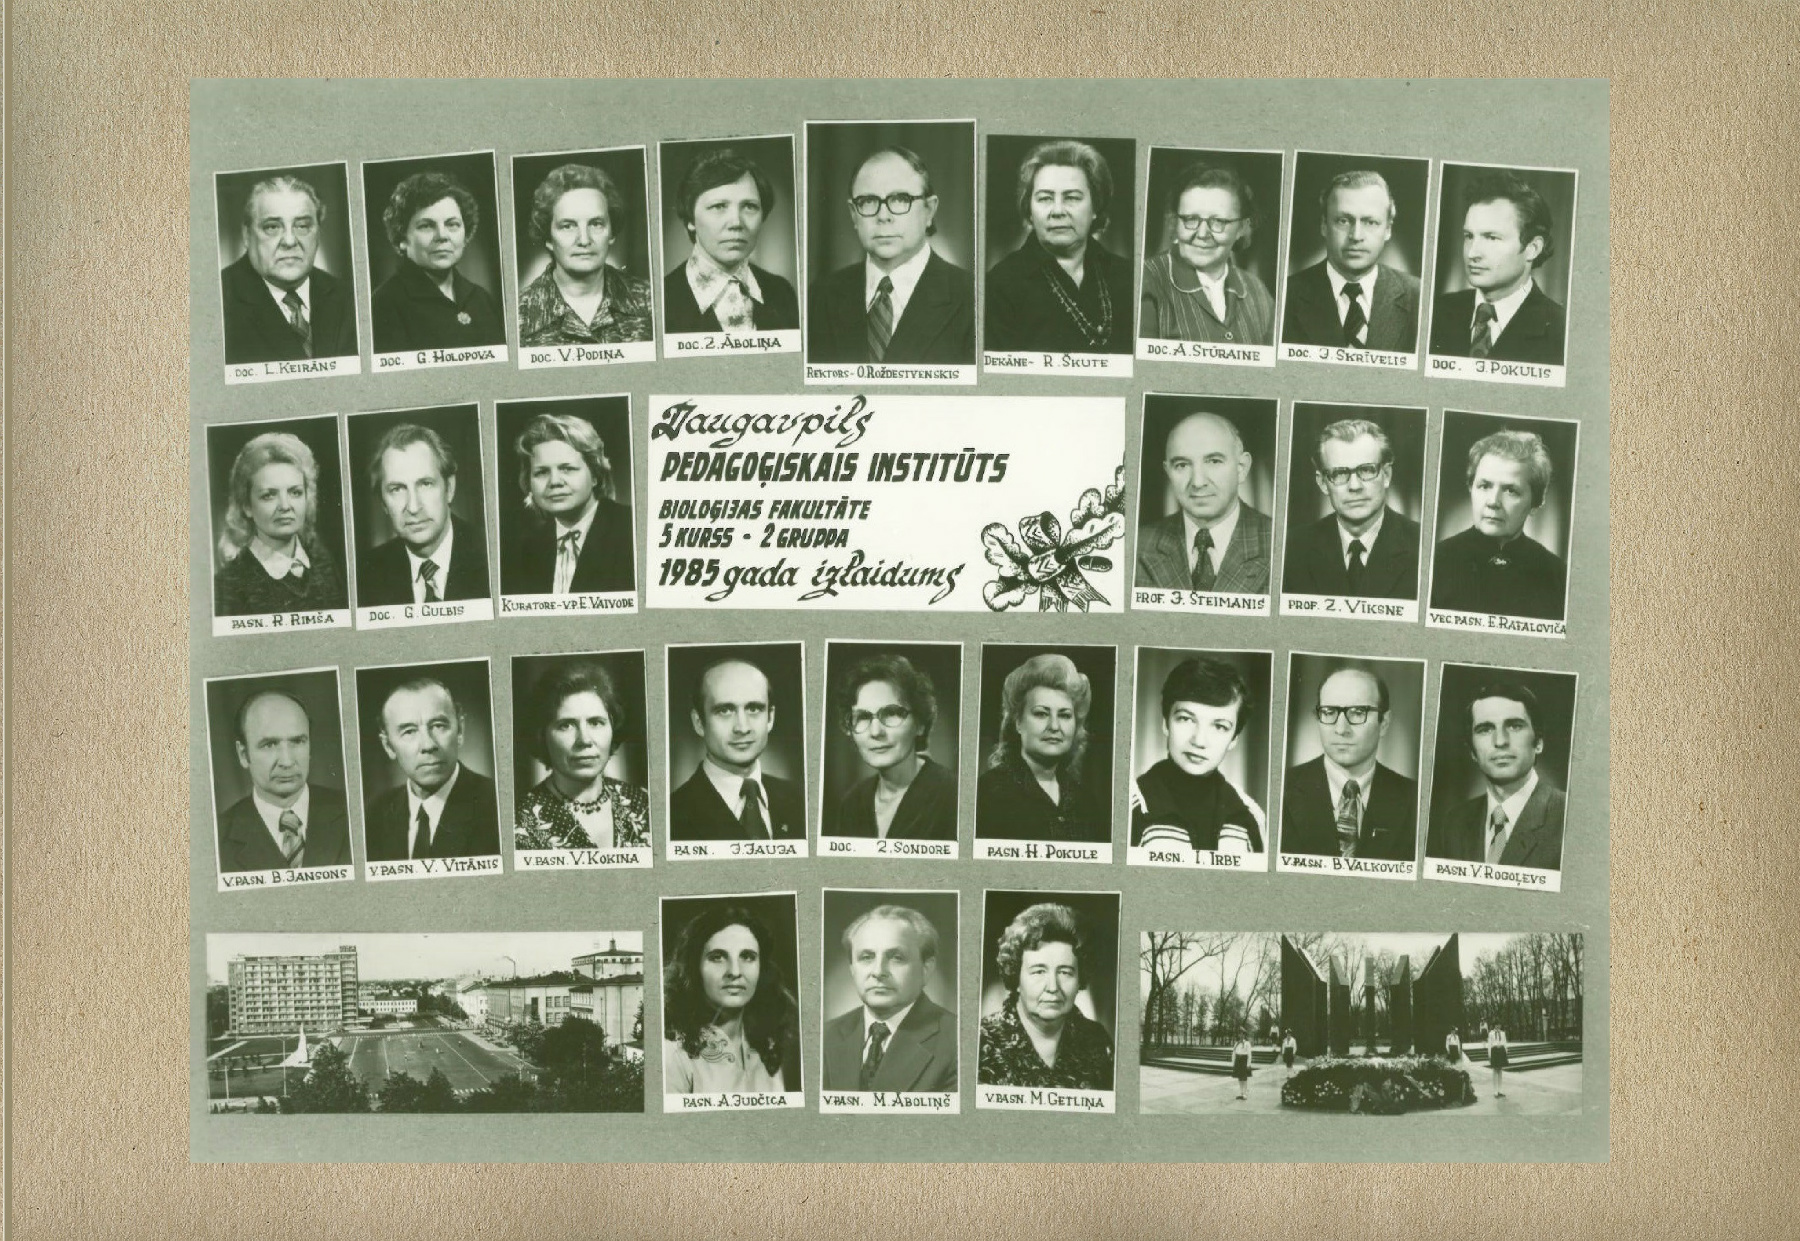 DOC. L.KEIRĀNS
DOC. G.HOLOPOVA
DOC. V.PODIŅA
DOC. Z.ĀBOLIŅA
REKTORS- O.ROŽDESTVENSKIS
DEKĀNE- R.ŠKUTE
DOC. A.STŪRAINE
DOC. J.SKRĪVELIS
DOC. J.POKULIS
PASN. R.RIMŠA
DOC. G.GULBIS
KURATORE-V.P.E.VAIVODE
Daugavpils
PEDAGOĢISKAIS INSTITŪTS
BIOLOĢIJAS FAKULTĀTE
5 KURSS - 2 GRUPPA
1985 gada izlaidums
PROF. J.ŠTEIMANIS
PROF. Z.VĪKSNE
VEC.PASN. E.RAFALOVIČA
V.PASN. B.JANSONS
V.PASN. V.VITĀNIS
V.PASN. V.KOKINA
PASN. J.JAUJA
DOC. Z.SONDORE
PASN. H.POKULE
PASN. I.IRBE
V.PASN. B.VALKOVIČS
PASN. V.ROGOĻEVS
PASN. A.JUDČICA
V.PASN. M.ĀBOLIŅŠ
V.PASN. M.GETLIŅA